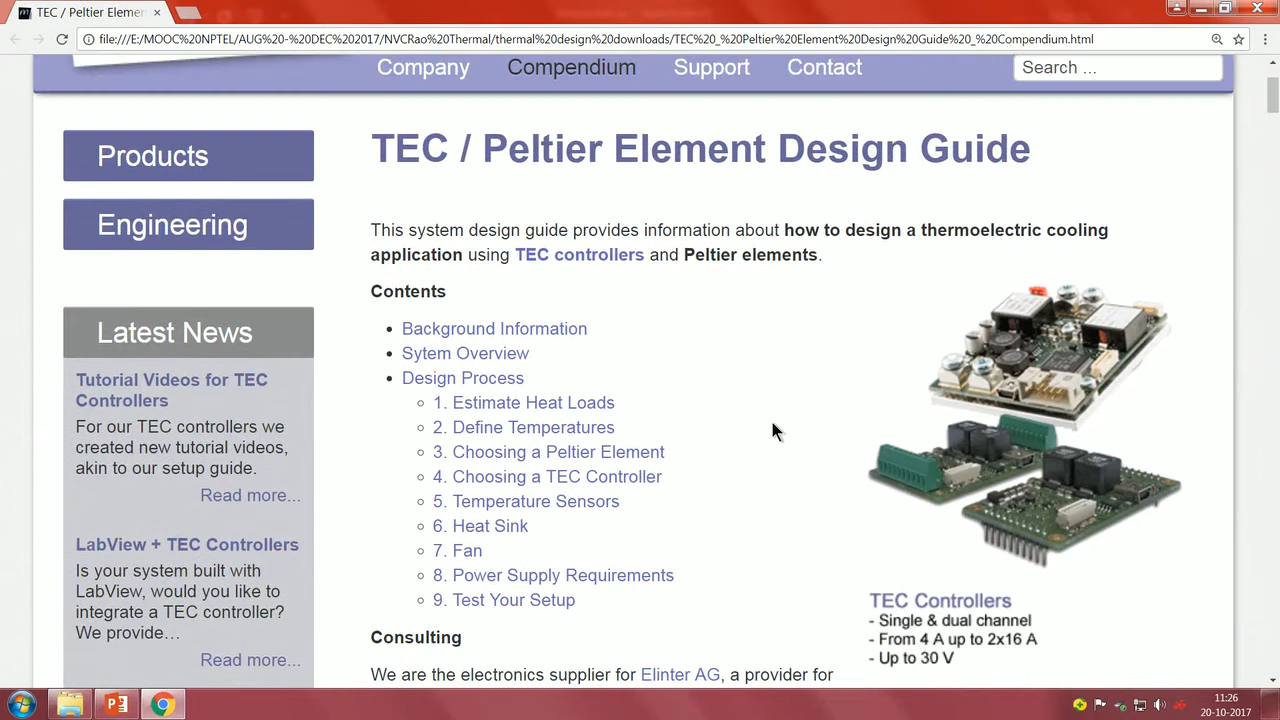 TEC / Peltier Elemen
file:///E:/MOOC%20NPTEL/AUG%20-%20DEC%202017/NVCRao%20Thermal/thermal%20design%20downloads/TEC%20_%20Peltier%20Element%20Design%20Guide%20_%20Compendium.html
Company Compendium Support Contact Search ...
Products
Engineering
Latest News
Tutorial Videos for TEC
Controllers
For our TEC controllers we
created new tutorial videos,
akin to our setup guide.
Read more...
LabView + TEC Controllers
Is your system built with
LabView, would you like to
integrate a TEC controller?
We provide…
Read more...
TEC / Peltier Element Design Guide
This system design guide provides information about how to design a thermoelectric cooling
application using TEC controllers and Peltier elements.
Contents
• Background Information
• Sytem Overview
• Design Process
◦ 1. Estimate Heat Loads
◦ 2. Define Temperatures
◦ 3. Choosing a Peltier Element
◦ 4. Choosing a TEC Controller
◦ 5. Temperature Sensors
◦ 6. Heat Sink
◦ 7. Fan
◦ 8. Power Supply Requirements
◦ 9. Test Your Setup
Consulting
We are the electronics supplier for Elinter AG, a provider for
TEC Controllers
- Single & dual channel
- From 4 A up to 2x16 A
- Up to 30 V
11:26
20-10-2017